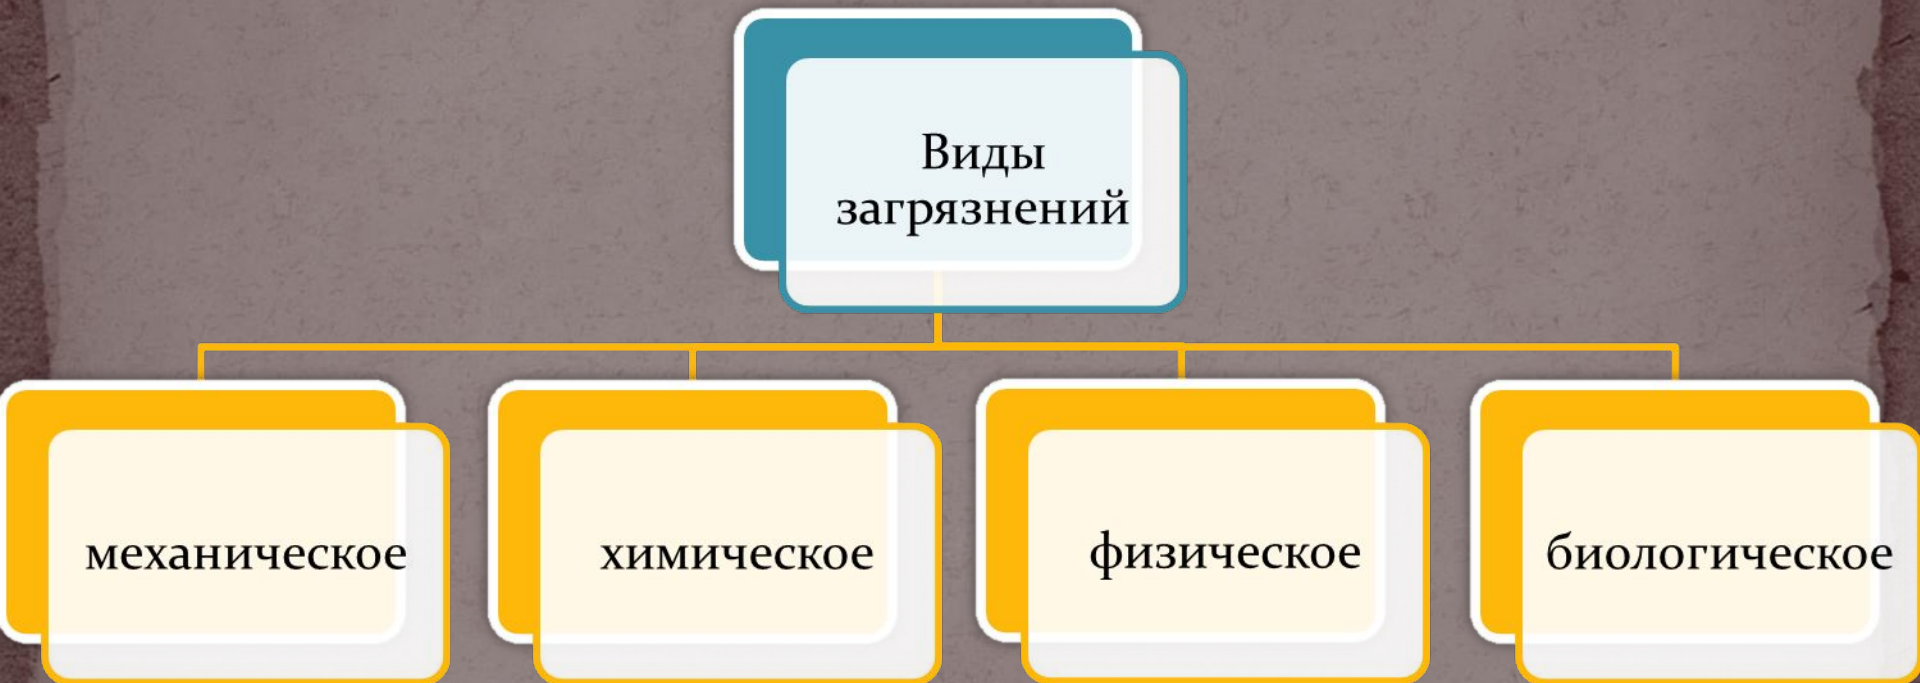 Виды
загрязнений
механическое
химическое
физическое
биологическое